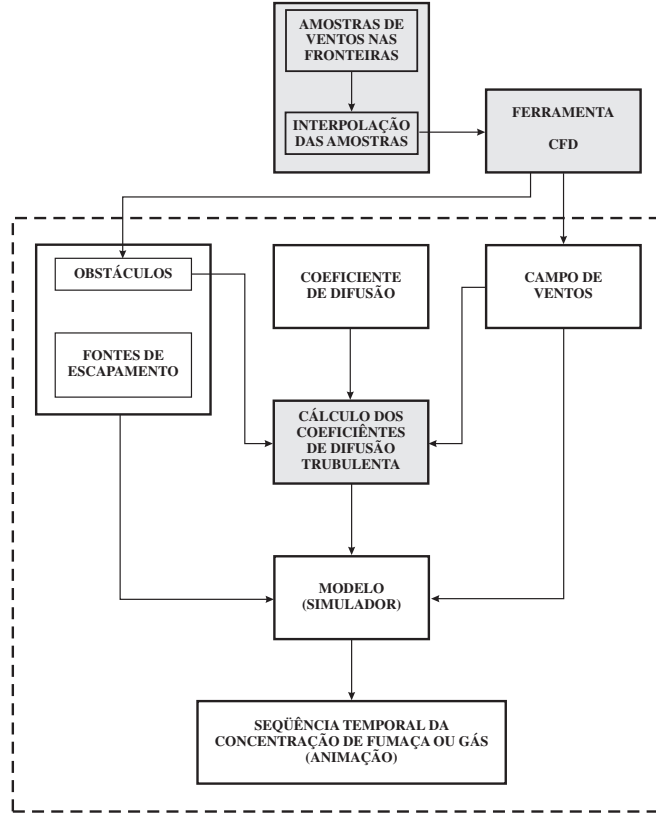 AMOSTRAS DE
VENTOS NAS
FRONTEIRAS
INTERPOLAÇÃO
DAS AMOSTRAS
FERRAMENTA
CFD
OBSTÁCULOS
FONTES DE
ESCAPAMENTO
COEFICIENTE
DE DIFUSÃO
CAMPO DE
VENTOS
CÁLCULO DOS
COEFICIÊNTES
DE DIFUSÃO
TRUBULENTA
MODELO
(SIMULADOR)
SEQÜÊNCIA TEMPORAL DA
CONCENTRAÇÃO DE FUMAÇA OU GÁS
(ANIMAÇÃO)